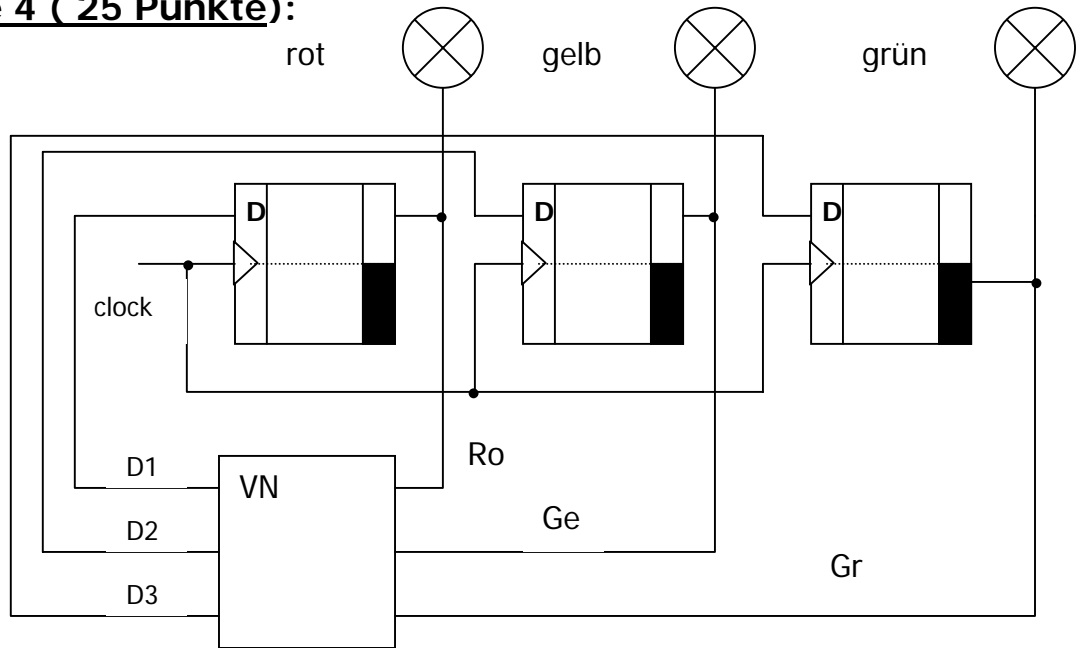 e 4 ( 25 Punkte):
rot gelb grün
D D D
clock
D1 Ro
VN
D2 Ge
D3 Gr